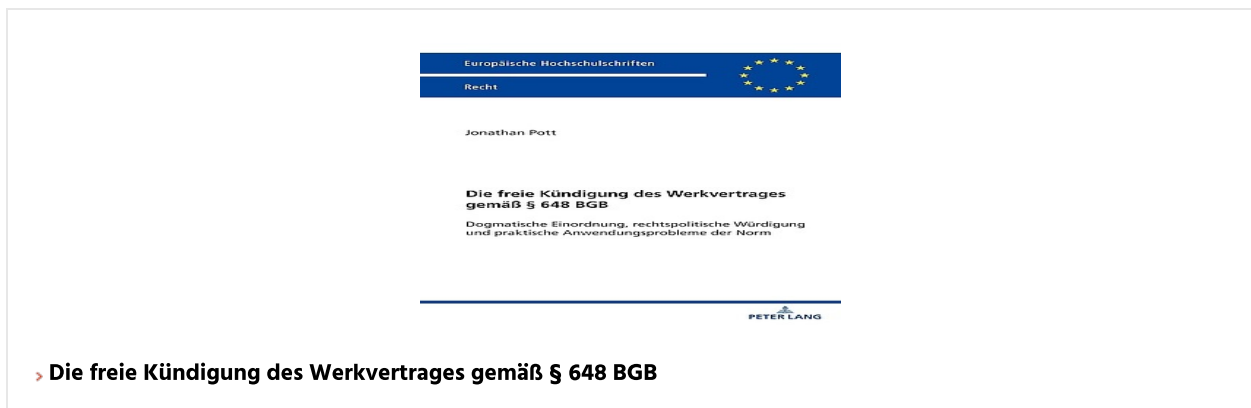 Europäische Hochschulschriften
Recht
Jonathan Pott
Die freie Kündigung des Werkvertrages
gemäß § 648 BGB
Dogmatische Einordnung, rechtspolitische Würdigung
und praktische Anwendungsprobleme der Norm
PETER LANG
Die freie Kündigung des Werkvertrages gemäß § 648 BGB